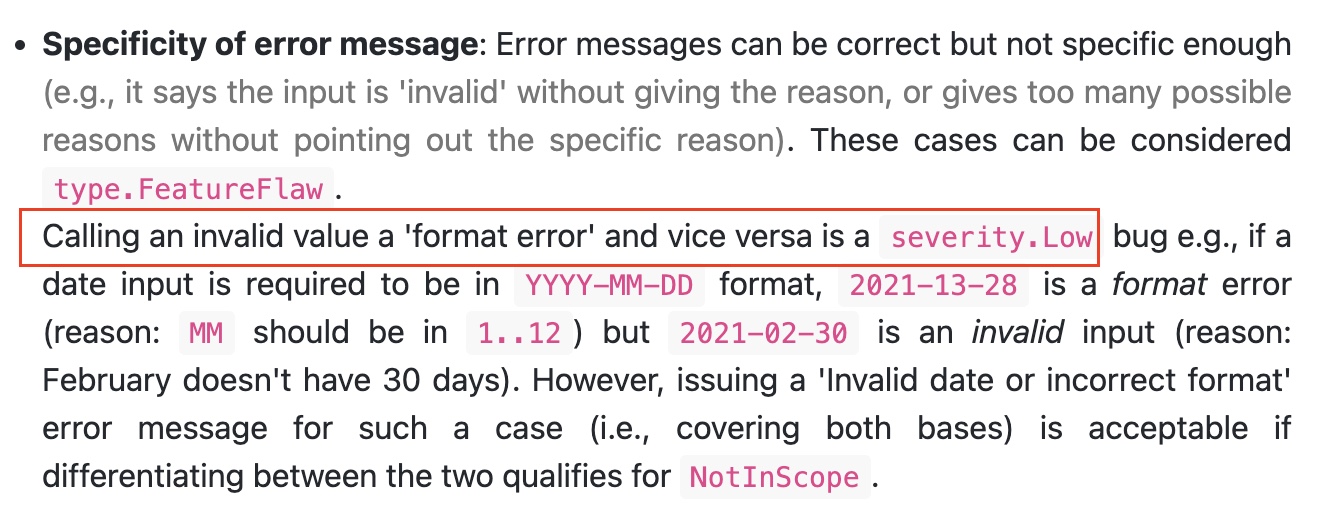 • Specificity of error message: Error messages can be correct but not specific enough
(e.g., it says the input is 'invalid' without giving the reason, or gives too many possible
reasons without pointing out the specific reason). These cases can be considered
type.FeatureFlaw .
Calling an invalid value a 'format error' and vice versa is a severity.Low bug e.g., if a
date input is required to be in YYYY-MM-DD format, 2021-13-28 is a format error
(reason: MM should be in 1..12 ) but 2021-02-30 is an invalid input (reason:
February doesn't have 30 days). However, issuing a 'Invalid date or incorrect format'
error message for such a case (i.e., covering both bases) is acceptable if
differentiating between the two qualifies for NotInScope .